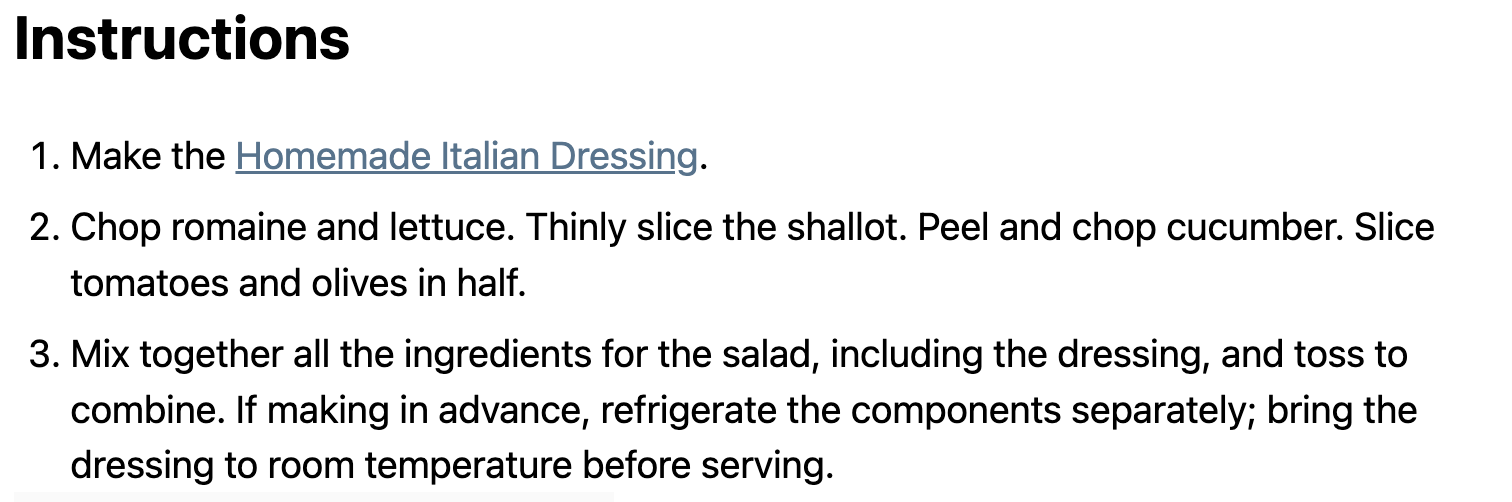 Instructions
1. Make the Homemade Italian Dressing.
2. Chop romaine and lettuce. Thinly slice the shallot. Peel and chop cucumber. Slice
tomatoes and olives in half.
3. Mix together all the ingredients for the salad, including the dressing, and toss to
combine. If making in advance, refrigerate the components separately; bring the
dressing to room temperature before serving.